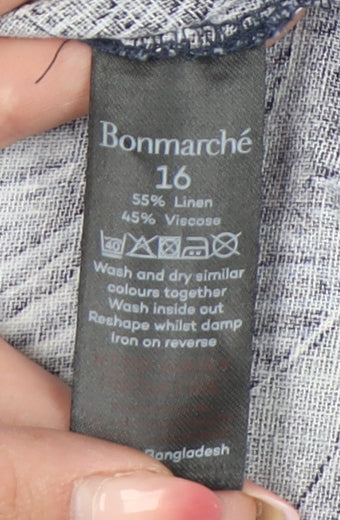 Bonmarché
16
55% Linen
45% Viscose
40
Wash and dry similar
colours together
Wash inside out
Reshape whilst damp
Iron on reverse
Bangladesh